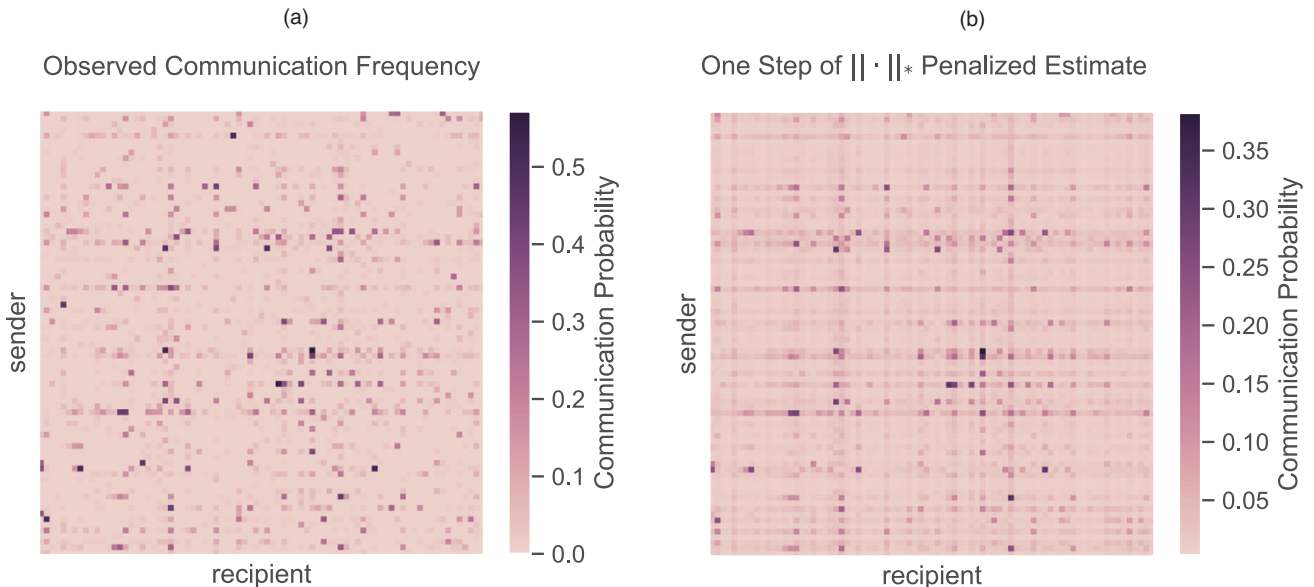 (a)
Observed Communication Frequency
sender
recipient
0.5
0.4
0.3
0.2
0.1
0.0
Communication Probability
(b)
One Step of || · ||* Penalized Estimate
sender
recipient
0.35
0.30
0.25
0.20
0.15
0.10
0.05
Communication Probability